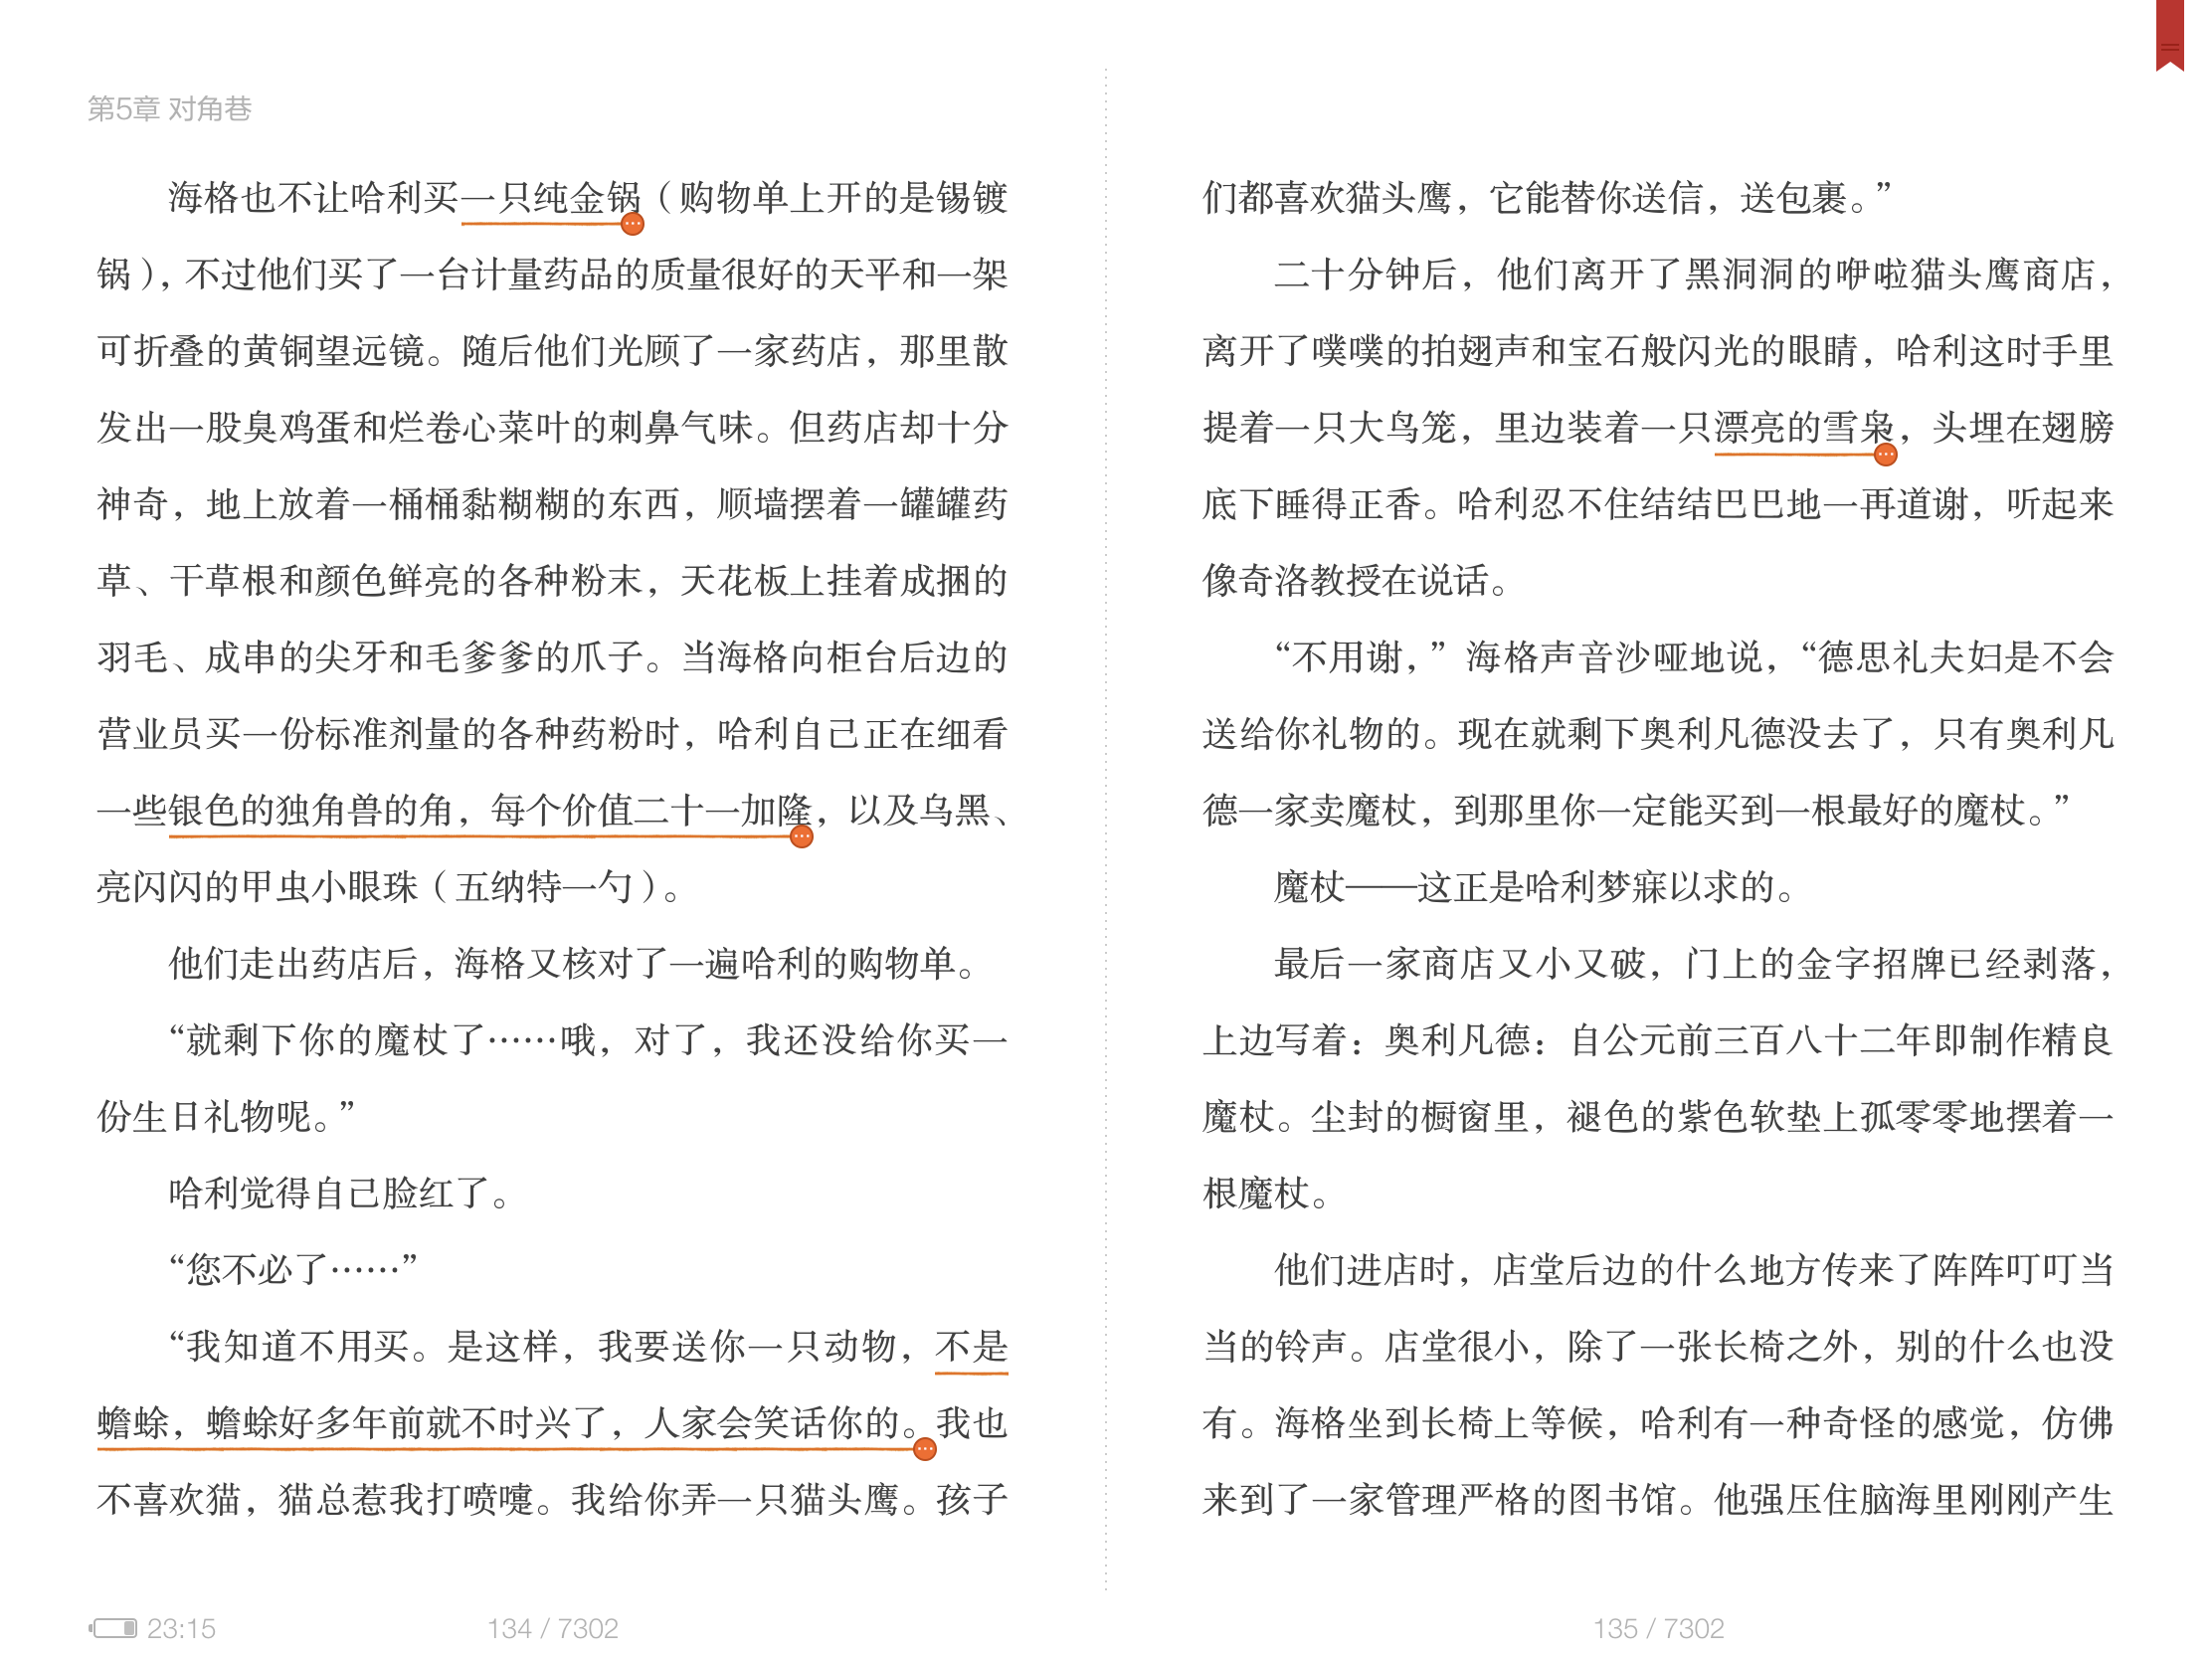 第5章 对角巷
海格也不让哈利买一只纯金锅（购物单上开的是锡镀
锅），不过他们买了一台计量药品的质量很好的天平和一架
可折叠的黄铜望远镜。随后他们光顾了一家药店，那里散
发出一股臭鸡蛋和烂卷心菜叶的刺鼻气味。但药店却十分
神奇，地上放着一桶桶黏糊糊的东西，顺墙摆着一罐罐药
草、干草根和颜色鲜亮的各种粉末，天花板上挂着成捆的
羽毛、成串的尖牙和毛爹爹的爪子。当海格向柜台后边的
营业员买一份标准剂量的各种药粉时，哈利自己正在细看
一些银色的独角兽的角，每个价值二十一加隆，以及乌黑、
亮闪闪的甲虫小眼珠（五纳特一勺）。
他们走出药店后，海格又核对了一遍哈利的购物单。
“就剩下你的魔杖了……哦，对了，我还没给你买一
份生日礼物呢。”
哈利觉得自己脸红了。
“您不必了……”
“我知道不用买。是这样，我要送你一只动物，不是
蟾蜍，蟾蜍好多年前就不时兴了，人家会笑话你的。我也
不喜欢猫，猫总惹我打喷嚏。我给你弄一只猫头鹰。孩子
23:15
134 / 7302
们都喜欢猫头鹰，它能替你送信，送包裹。”
二十分钟后，他们离开了黑洞洞的咿啦猫头鹰商店，
离开了噗噗的拍翅声和宝石般闪光的眼睛，哈利这时手里
提着一只大鸟笼，里边装着一只漂亮的雪枭，头埋在翅膀
底下睡得正香。哈利忍不住结结巴巴地一再道谢，听起来
像奇洛教授在说话。
“不用谢，”海格声音沙哑地说，“德思礼夫妇是不会
送给你礼物的。现在就剩下奥利凡德没去了，只有奥利凡
德一家卖魔杖，到那里你一定能买到一根最好的魔杖。”
魔杖——这正是哈利梦寐以求的。
最后一家商店又小又破，门上的金字招牌已经剥落，
上边写着：奥利凡德：自公元前三百八十二年即制作精良
魔杖。尘封的橱窗里，褪色的紫色软垫上孤零零地摆着一
根魔杖。
他们进店时，店堂后边的什么地方传来了阵阵叮叮当
当的铃声。店堂很小，除了一张长椅之外，别的什么也没
有。海格坐到长椅上等候，哈利有一种奇怪的感觉，仿佛
来到了一家管理严格的图书馆。他强压住脑海里刚刚产生
135 / 7302